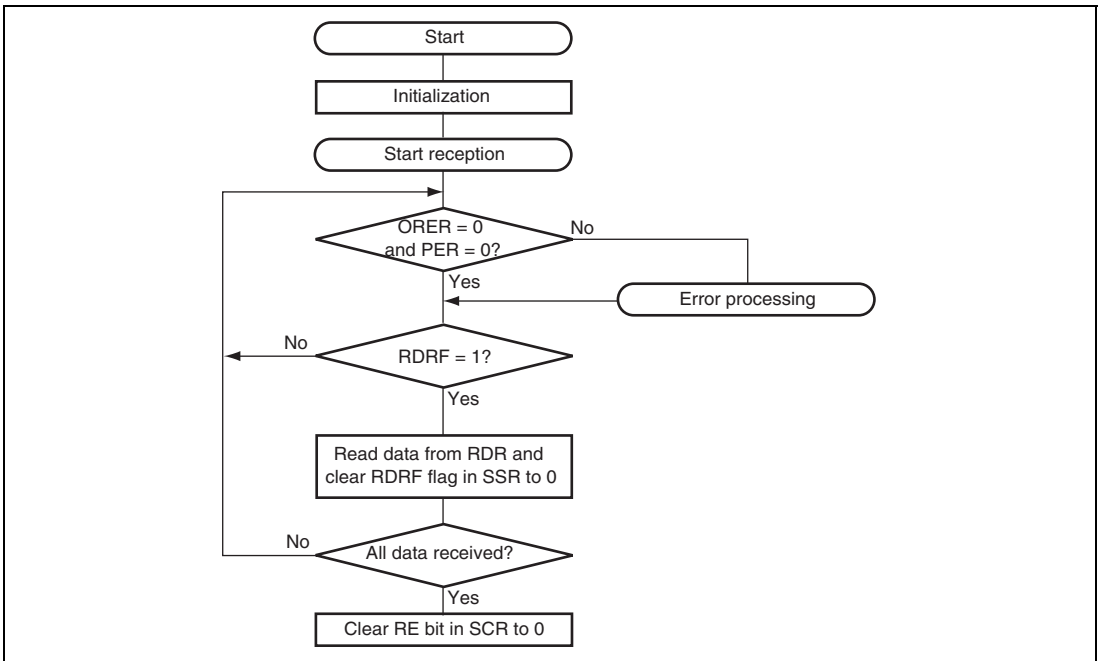 Start
Initialization
Start reception
ORER = 0
and PER = 0?
No
Yes
Error processing
No
RDRF = 1?
Yes
Read data from RDR and
clear RDRF flag in SSR to 0
No
All data received?
Yes
Clear RE bit in SCR to 0